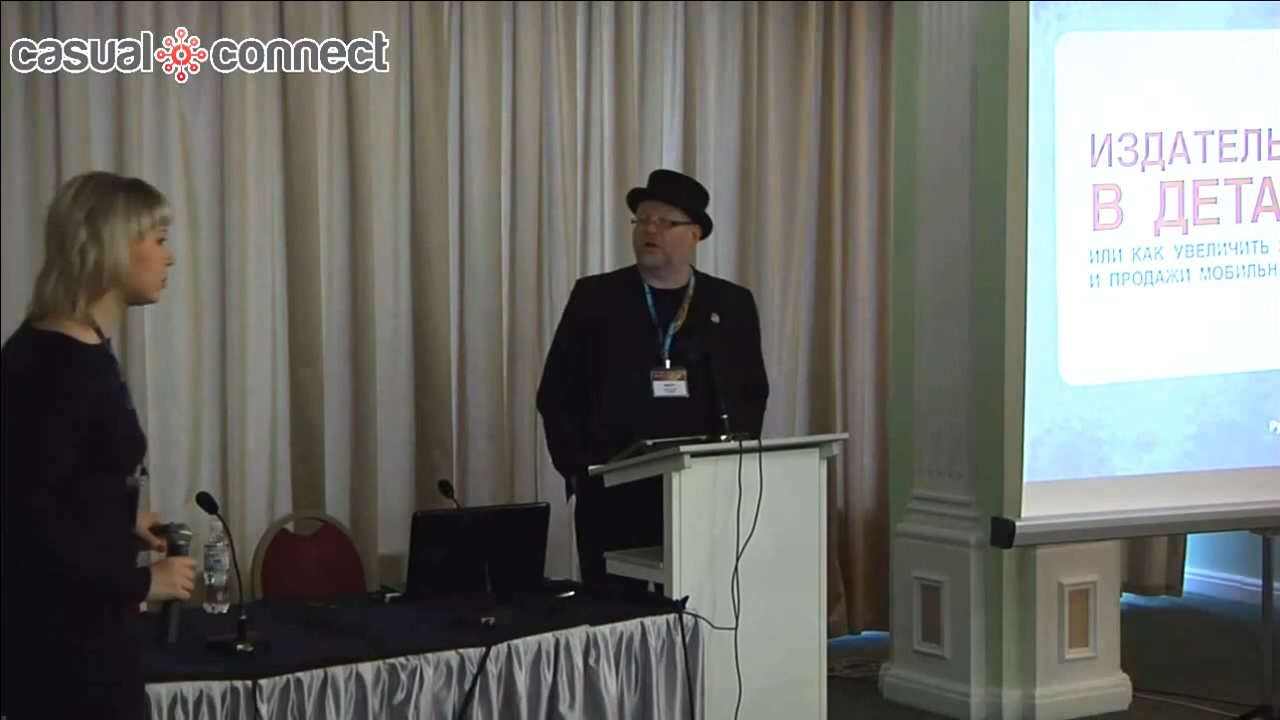 casual connect
ИЗДАТЕЛЬ
В ДЕТА
ИЛИ КАК УВЕЛИЧИТЬ
И ПРОДАЖИ МОБИЛЬН